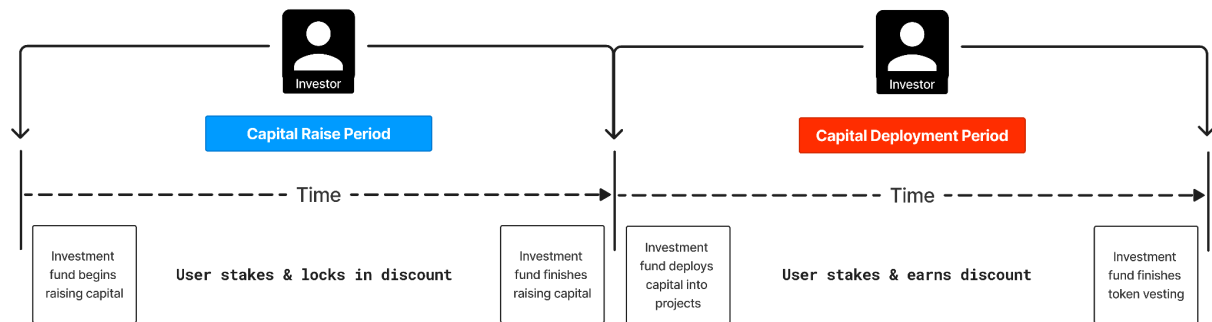 Investor
Investor
Capital Raise Period
Capital Deployment Period
Time
Time
Investment
fund begins
raising capital
User stakes & locks in discount
Investment
fund finishes
raising capital
Investment
fund deploys
capital into
projects
User stakes & earns discount
Investment
fund finishes
token vesting